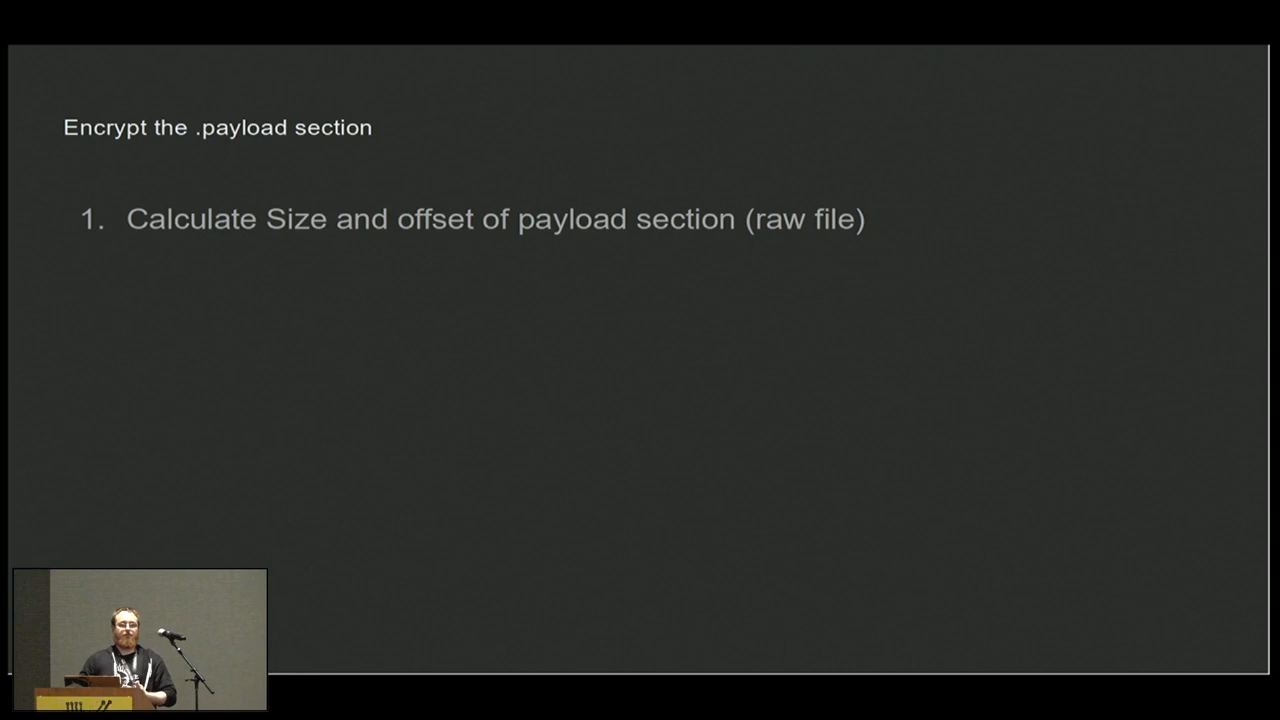 Encrypt the .payload section
1. Calculate Size and offset of payload section (raw file)